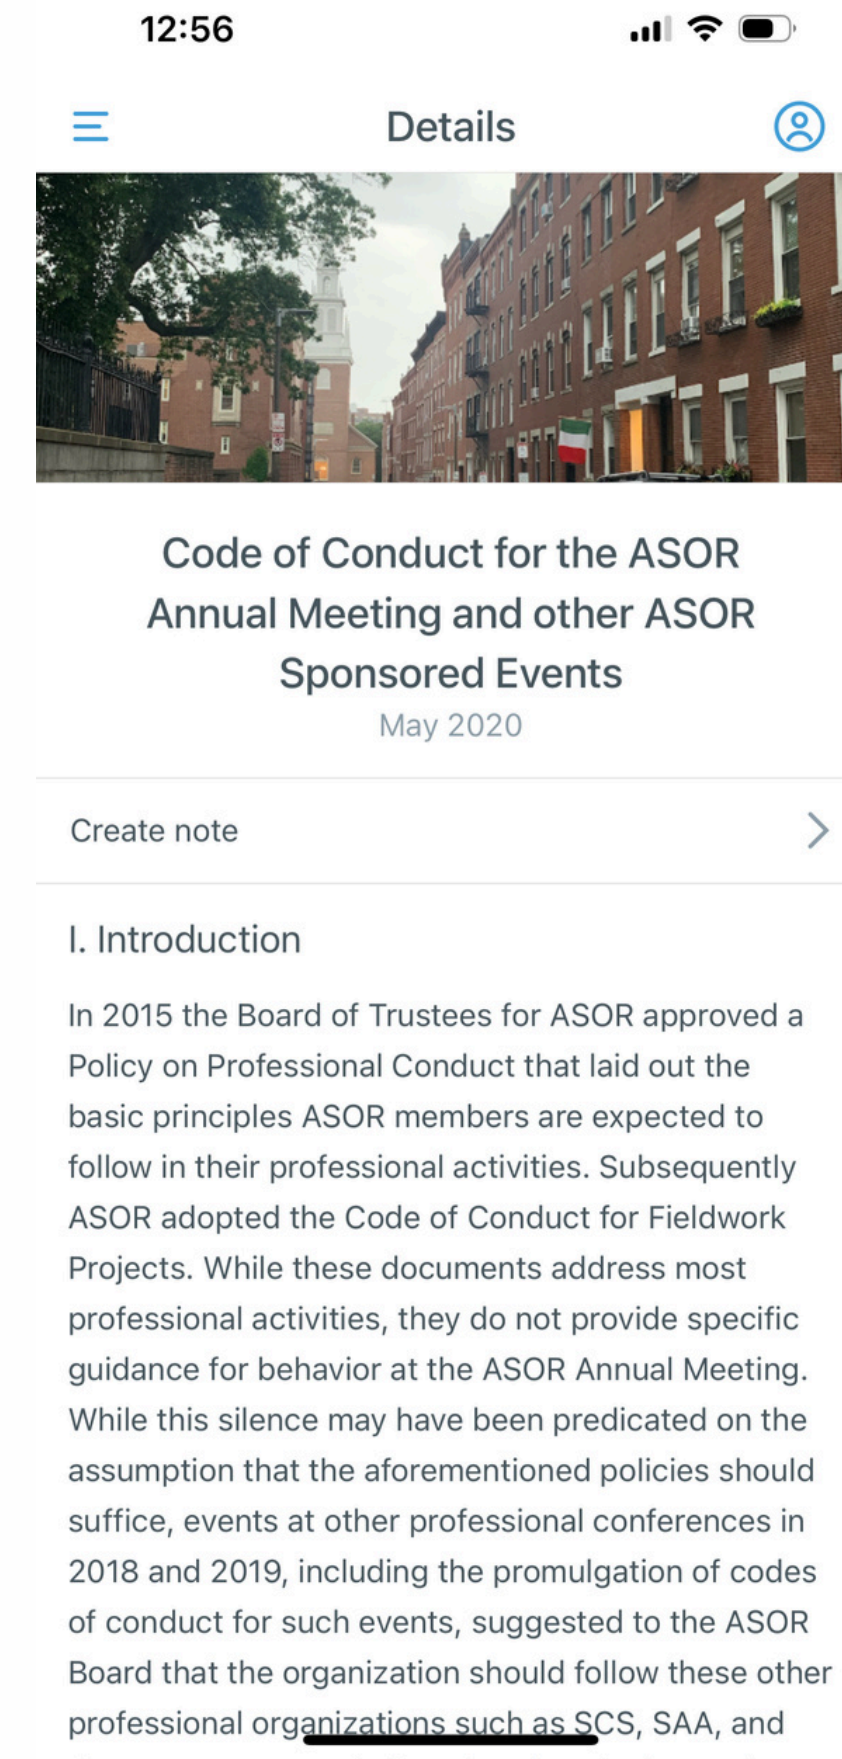 12:56
Details
Code of Conduct for the ASOR
Annual Meeting and other ASOR
Sponsored Events
May 2020
Create note
I. Introduction
In 2015 the Board of Trustees for ASOR approved a
Policy on Professional Conduct that laid out the
basic principles ASOR members are expected to
follow in their professional activities. Subsequently
ASOR adopted the Code of Conduct for Fieldwork
Projects. While these documents address most
professional activities, they do not provide specific
guidance for behavior at the ASOR Annual Meeting.
While this silence may have been predicated on the
assumption that the aforementioned policies should
suffice, events at other professional conferences in
2018 and 2019, including the promulgation of codes
of conduct for such events, suggested to the ASOR
Board that the organization should follow these other
professional organizations such as SCS, SAA, and